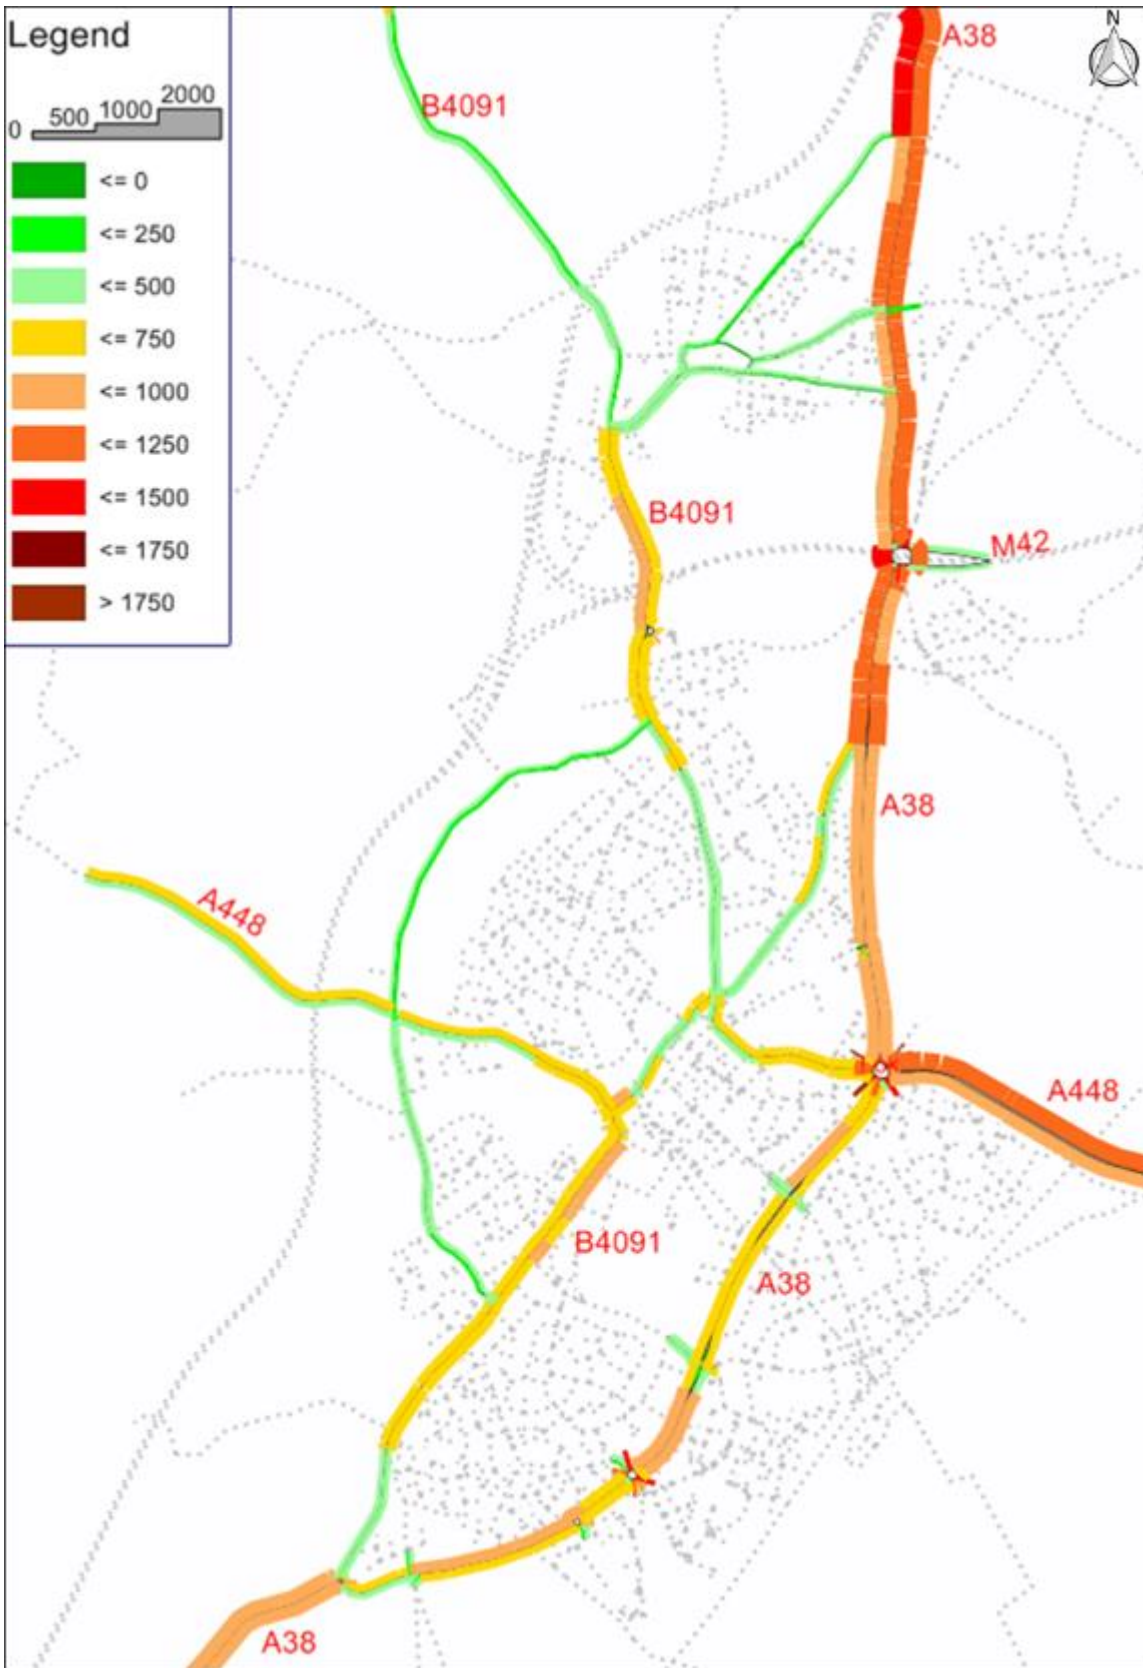 Legend
0 500 1000 2000
<= 0
<= 250
<= 500
<= 750
<= 1000
<= 1250
<= 1500
<= 1750
> 1750
N
A38
B4091
B4091
M42
A38
A448
A448
B4091
A38
A38